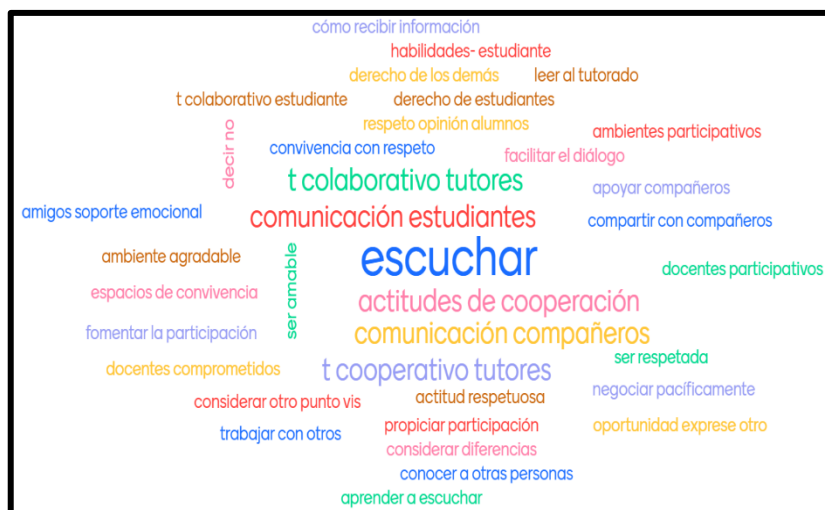 cómo recibir información
habilidades- estudiante
derecho de los demás
leer al tutorado
t colaborativo estudiante
derecho de estudiantes
respeto opinión alumnos
ambientes participativos
decir no
convivencia con respeto
facilitar el diálogo
t colaborativo tutores
apoyar compañeros
amigos soporte emocional
comunicación estudiantes
compartir con compañeros
ambiente agradable
ser amable
escuchar
docentes participativos
espacios de convivencia
actitudes de cooperación
fomentar la participación
comunicación compañeros
docentes comprometidos
t cooperativo tutores
ser respetada
considerar otro punto vis
actitud respetuosa
negociar pacíficamente
trabajar con otros
propiciar participación
oportunidad exprese otro
considerar diferencias
conocer a otras personas
aprender a escuchar